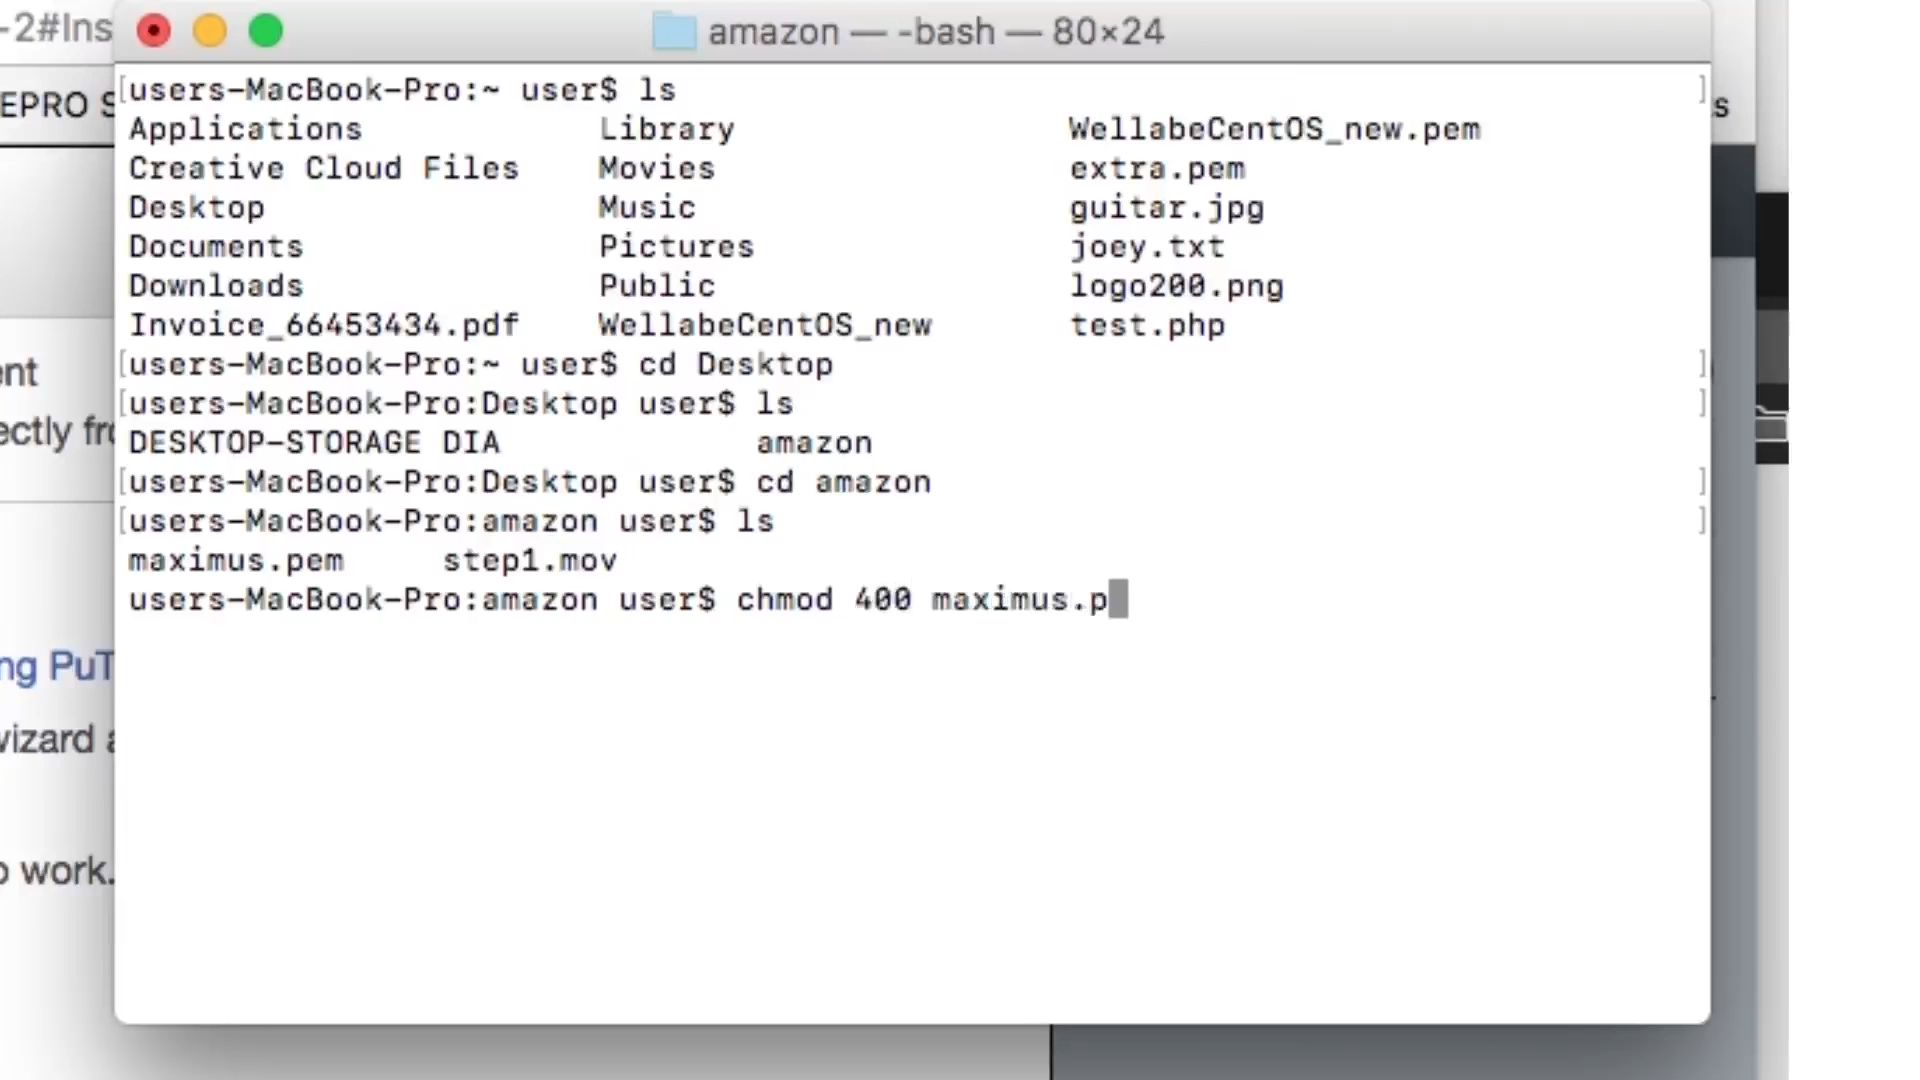 -2#Ins
amazon — -bash — 80×24
EPRO S
[users-MacBook-Pro:~ user$ ls ]
Applications Library WellabeCentOS_new.pem
Creative Cloud Files Movies extra.pem
Desktop Music guitar.jpg
Documents Pictures joey.txt
Downloads Public logo200.png
Invoice_66453434.pdf WellabeCentOS_new test.php
[users-MacBook-Pro:~ user$ cd Desktop ]
[users-MacBook-Pro:Desktop user$ ls ]
DESKTOP-STORAGE DIA amazon
[users-MacBook-Pro:Desktop user$ cd amazon ]
[users-MacBook-Pro:amazon user$ ls ]
maximus.pem step1.mov
users-MacBook-Pro:amazon user$ chmod 400 maximus.p
ent
ectly fro
ng PuT
wizard a
o work.
s